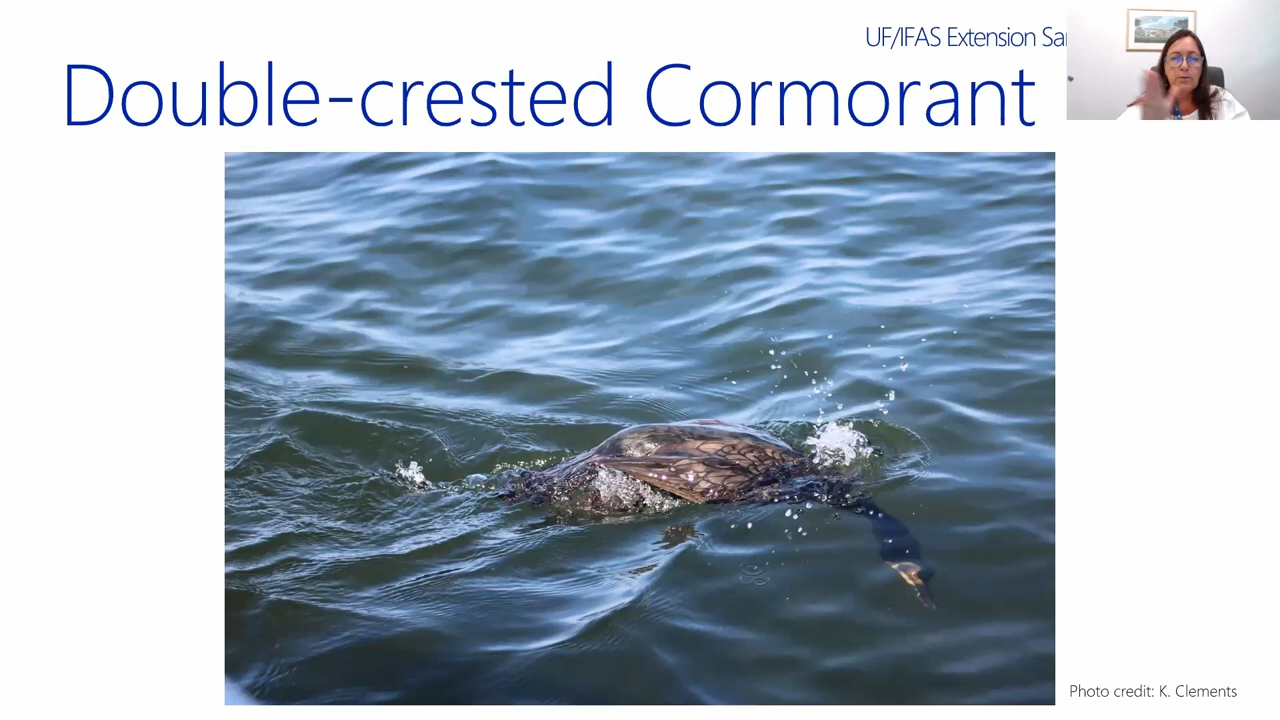 UF/IFAS Extension
Double-crested Cormorant
Photo credit: K. Clements